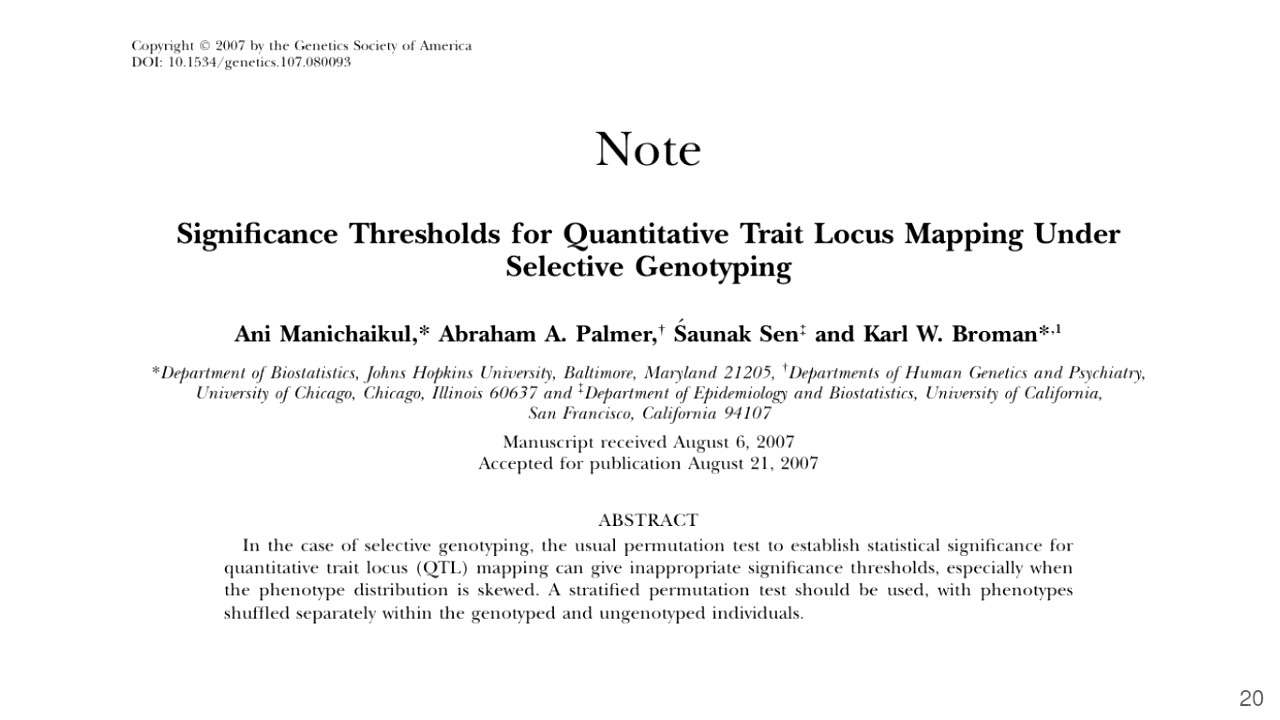 Copyright © 2007 by the Genetics Society of America
DOI: 10.1534/genetics.107.080093
Note
Significance Thresholds for Quantitative Trait Locus Mapping Under
Selective Genotyping
Ani Manichaikul,* Abraham A. Palmer,† Śaunak Sen‡ and Karl W. Broman*,1
*Department of Biostatistics, Johns Hopkins University, Baltimore, Maryland 21205, †Departments of Human Genetics and Psychiatry,
University of Chicago, Chicago, Illinois 60637 and ‡Department of Epidemiology and Biostatistics, University of California,
San Francisco, California 94107
Manuscript received August 6, 2007
Accepted for publication August 21, 2007
ABSTRACT
In the case of selective genotyping, the usual permutation test to establish statistical significance for
quantitative trait locus (QTL) mapping can give inappropriate significance thresholds, especially when
the phenotype distribution is skewed. A stratified permutation test should be used, with phenotypes
shuffled separately within the genotyped and ungenotyped individuals.
20